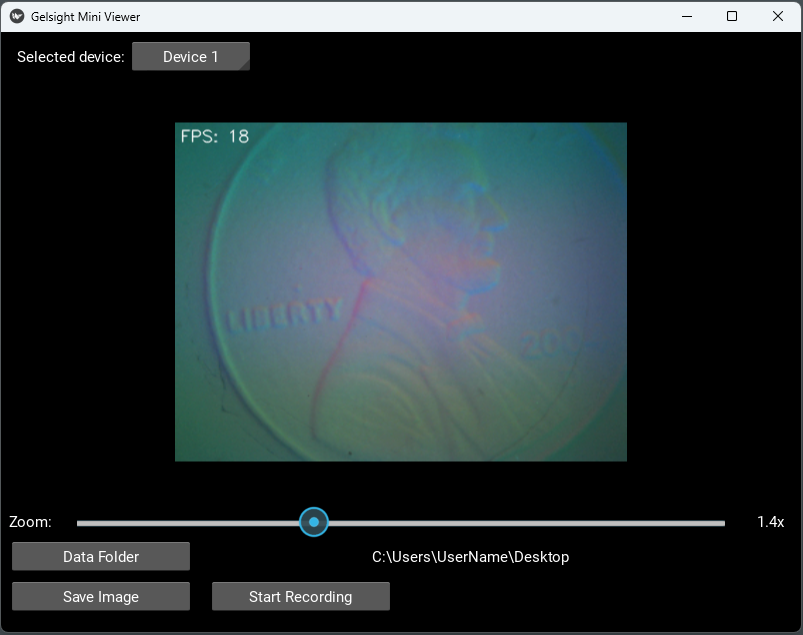 Gelsight Mini Viewer
Selected device: Device 1
FPS: 18
LIBERTY
Zoom: 1.4x
Data Folder C:\Users\UserName\Desktop
Save Image Start Recording